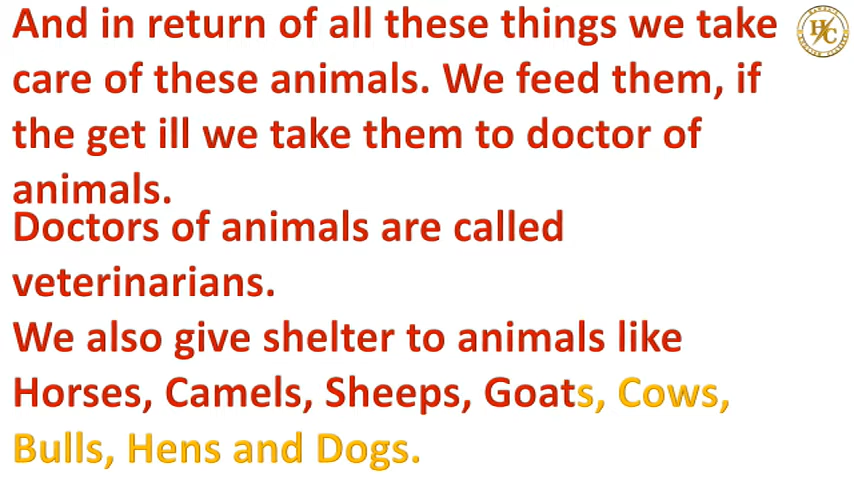 And in return of all these things we take
care of these animals. We feed them, if
the get ill we take them to doctor of
animals.
Doctors of animals are called
veterinarians.
We also give shelter to animals like
Horses, Camels, Sheeps, Goats, Cows,
Bulls, Hens and Dogs.
H/C